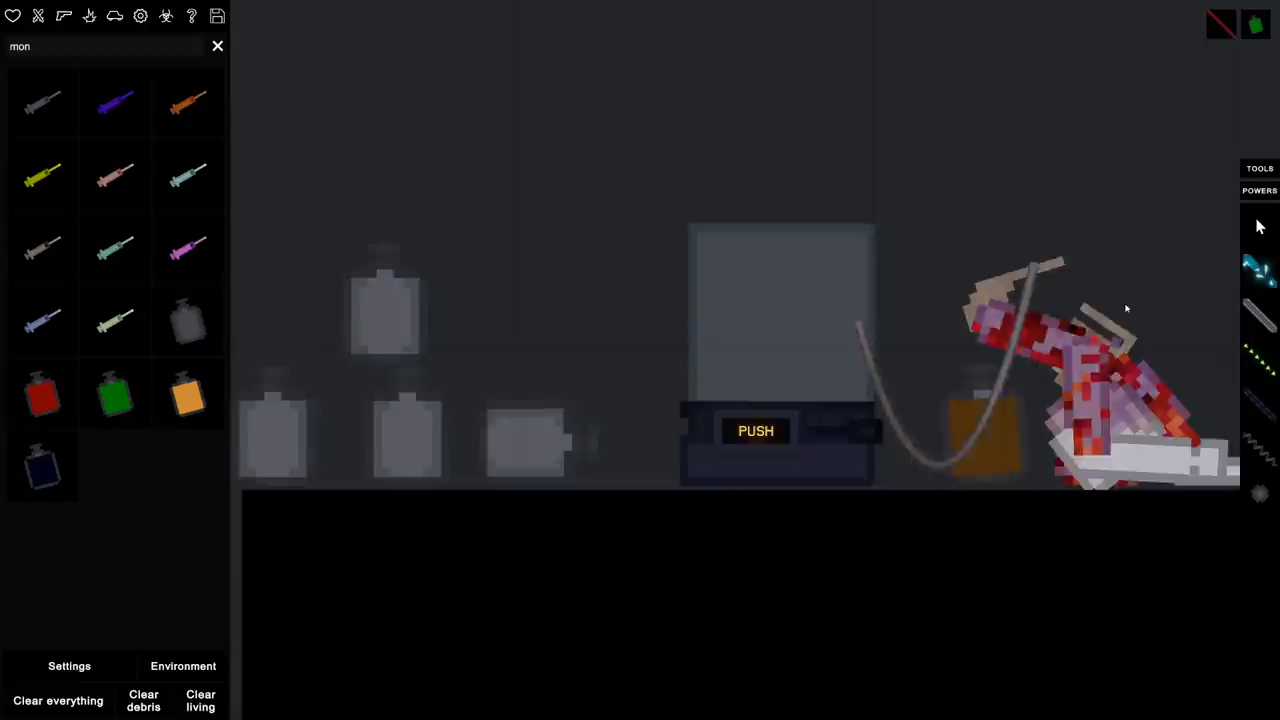 mon
TOOLS
POWERS
PUSH
Settings
Environment
Clear everything
Clear debris
Clear living